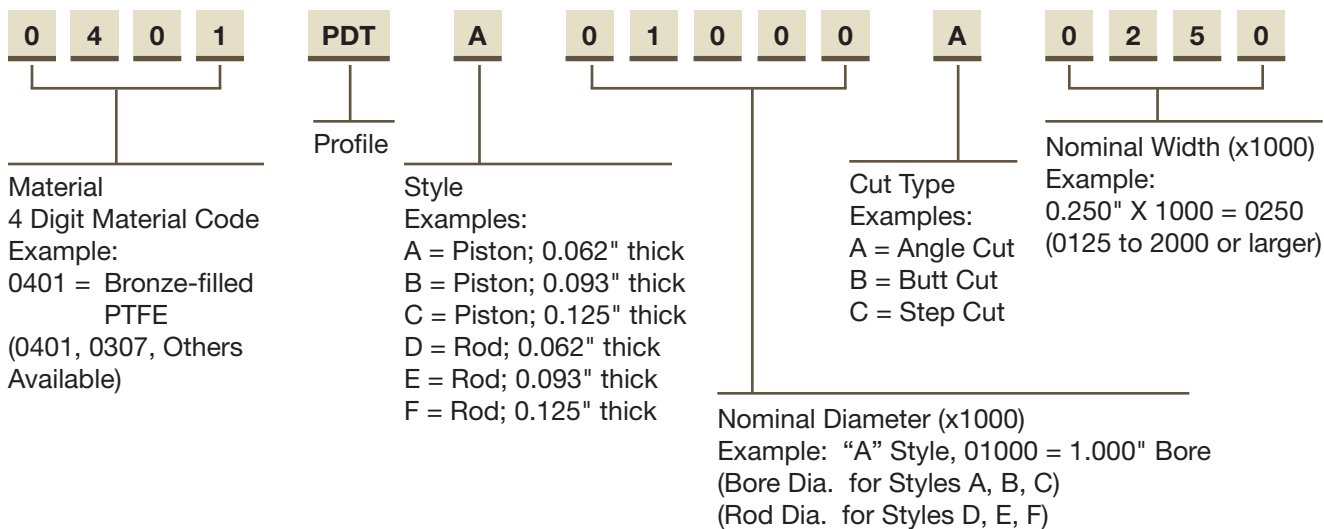 0 4 0 1 PDT A 0 1 0 0 0 A 0 2 5 0
Profile
Material
4 Digit Material Code
Example:
0401 = Bronze-filled
PTFE
(0401, 0307, Others
Available)
Style
Examples:
A = Piston; 0.062" thick
B = Piston; 0.093" thick
C = Piston; 0.125" thick
D = Rod; 0.062" thick
E = Rod; 0.093" thick
F = Rod; 0.125" thick
Nominal Diameter (x1000)
Example: “A” Style, 01000 = 1.000" Bore
(Bore Dia. for Styles A, B, C)
(Rod Dia. for Styles D, E, F)
Cut Type
Examples:
A = Angle Cut
B = Butt Cut
C = Step Cut
Nominal Width (x1000)
Example:
0.250" X 1000 = 0250
(0125 to 2000 or larger)